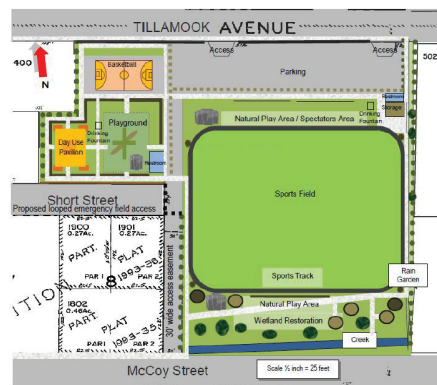 TILLAMOOK AVENUE
Access
Access
400
502
N
Basketball
Parking
Restroom
Storage
Drinking
Fountain
Natural Play Area / Spectators Area
Playground
Drinking
Fountain
Day Use
Pavilion
Restroom
Sports Field
Short Street
Proposed looped emergency field access
1900
0.27Ac.
1901
0.27Ac.
PART.
PLAT
1993-36
PAR 1
PAR 2
8
ITION
1802
0.46Ac.
PART.
PLAT
1993-35
PAR 1
PAR 2
30' wide access easement
Sports Track
Rain
Garden
Natural Play Area
Wetland Restoration
Creek
McCoy Street
Scale ½ inch = 25 feet